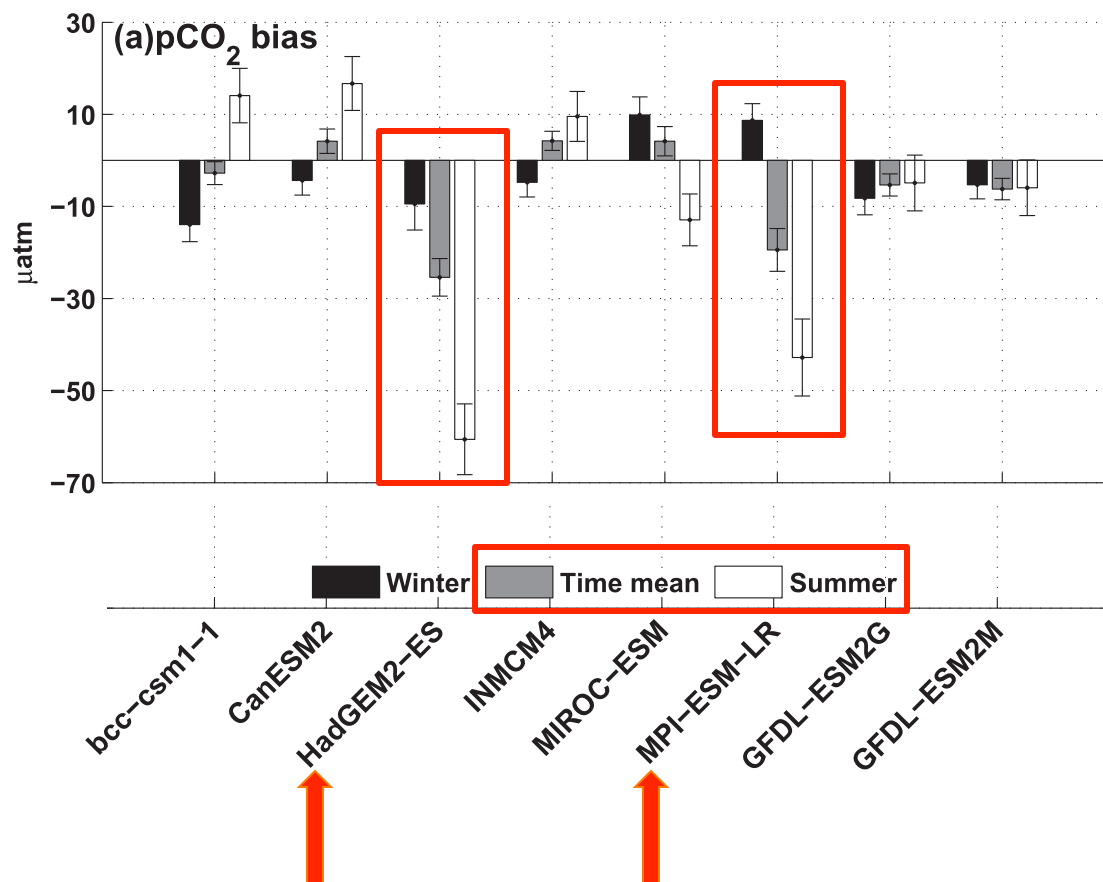 (a)pCO2 bias
30
10
−10
−30
−50
−70
μatm
Winter Time mean Summer
bcc−csm1−1
CanESM2
HadGEM2−ES
INMCM4
MIROC−ESM
MPI−ESM−LR
GFDL−ESM2G
GFDL−ESM2M